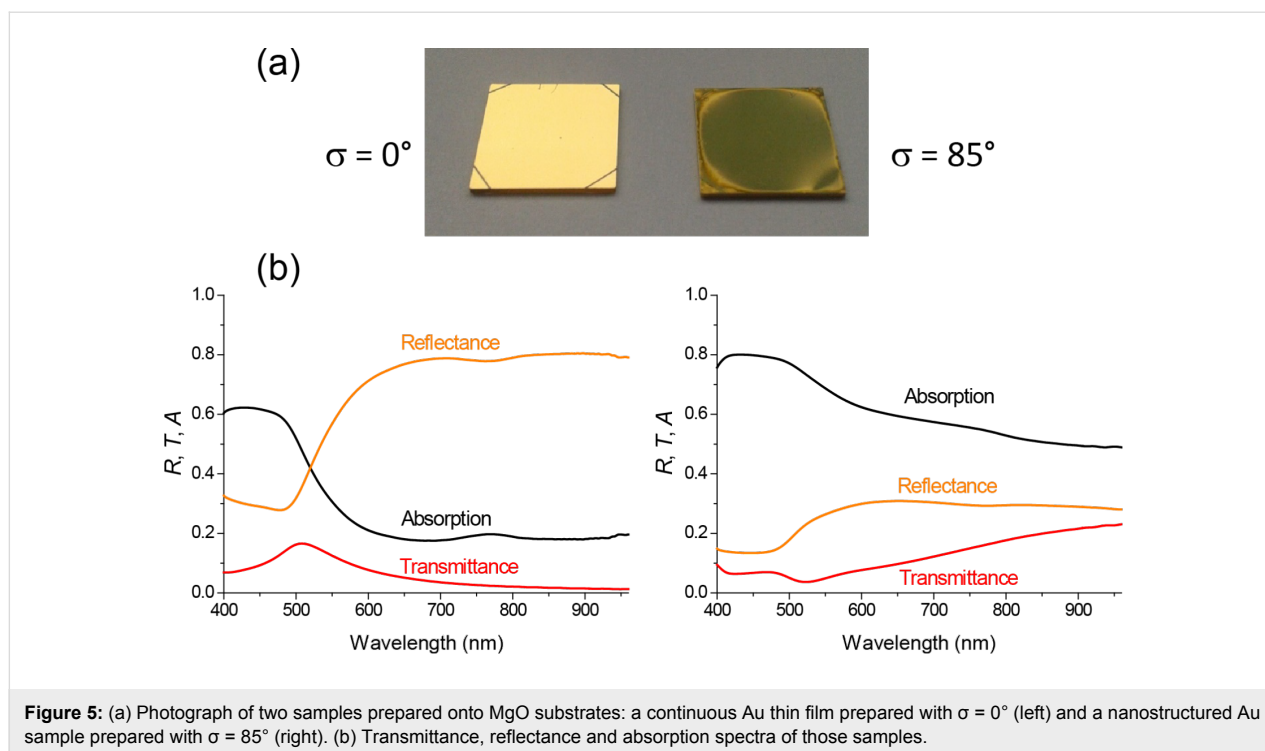 (a)
σ = 0°
σ = 85°
(b)
1.0
0.8
0.6
0.4
0.2
0.0
R, T, A
Reflectance
Absorption
Transmittance
400 500 600 700 800 900
Wavelength (nm)
1.0
0.8
0.6
0.4
0.2
0.0
R, T, A
Absorption
Reflectance
Transmittance
400 500 600 700 800 900
Wavelength (nm)
Figure 5: (a) Photograph of two samples prepared onto MgO substrates: a continuous Au thin film prepared with σ = 0° (left) and a nanostructured Au
sample prepared with σ = 85° (right). (b) Transmittance, reflectance and absorption spectra of those samples.